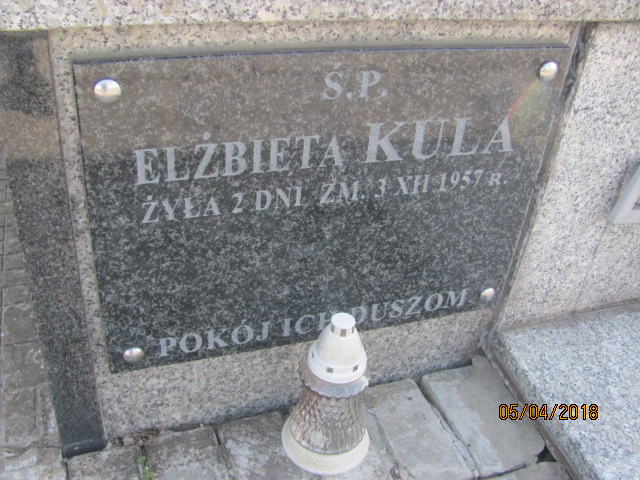 Ś.P.
ELŻBIETA KULA
ŻYŁA 2 DNI ZM. 3 XII 1957 R.
POKÓJ ICH DUSZOM
05/04/2018